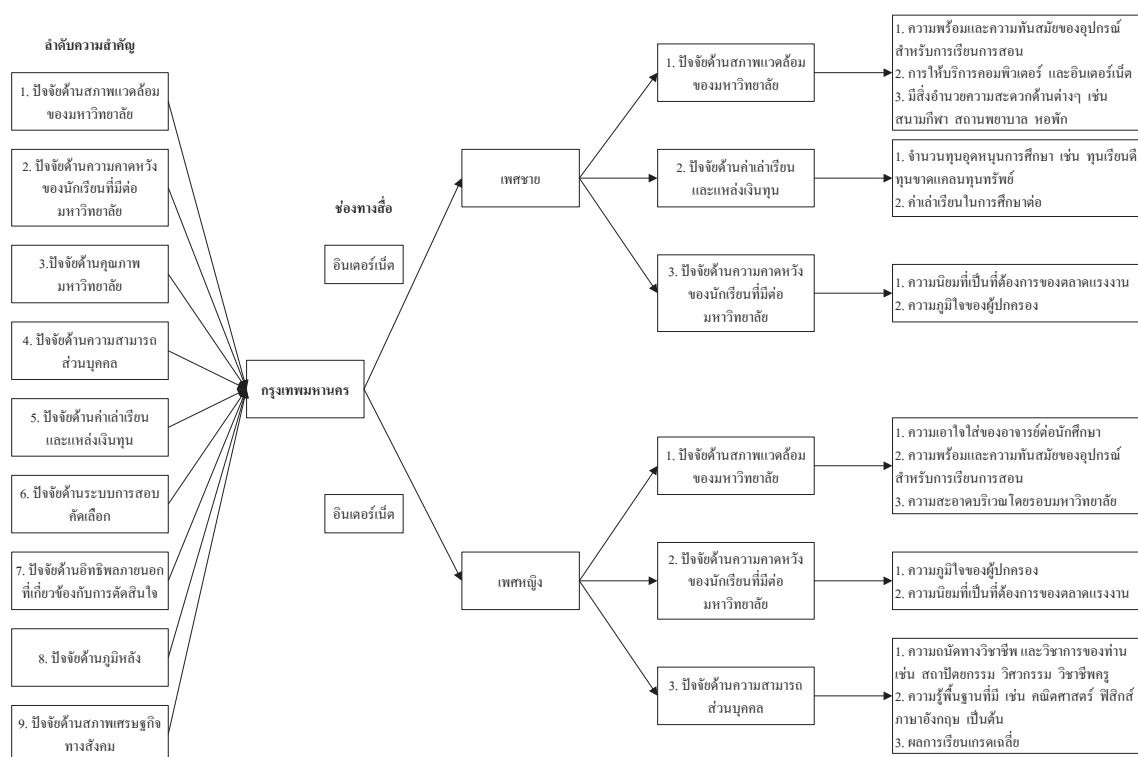 ลำดับความสำคัญ
1. ปัจจัยด้านสภาพแวดล้อม
ของมหาวิทยาลัย
2. ปัจจัยด้านความคาดหวัง
ของนักเรียนที่มีต่อ
มหาวิทยาลัย
3.ปัจจัยด้านคุณภาพ
มหาวิทยาลัย
4. ปัจจัยด้านความสามารถ
ส่วนบุคคล
5. ปัจจัยด้านค่าเล่าเรียน
และแหล่งเงินทุน
6. ปัจจัยด้านระบบการสอบ
คัดเลือก
7. ปัจจัยด้านอิทธิพลภายนอก
ที่เกี่ยวข้องกับการตัดสินใจ
8. ปัจจัยด้านภูมิหลัง
9. ปัจจัยด้านสภาพเศรษฐกิจ
ทางสังคม
กรุงเทพมหานคร
ช่องทางสื่อ
อินเตอร์เน็ต
อินเตอร์เน็ต
เพศชาย
1. ปัจจัยด้านสภาพแวดล้อม
ของมหาวิทยาลัย
1. ความพร้อมและความทันสมัยของอุปกรณ์
สำหรับการเรียนการสอน
2. การให้บริการคอมพิวเตอร์ และอินเตอร์เน็ต
3. มีสิ่งอำนวยความสะดวกด้านต่างๆ เช่น
สนามกีฬา สถานพยาบาล หอพัก
2. ปัจจัยด้านค่าเล่าเรียน
และแหล่งเงินทุน
1. จำนวนทุนอุดหนุนการศึกษา เช่น ทุนเรียนดี
ทุนขาดแคลนทุนทรัพย์
2. ค่าเล่าเรียนในการศึกษาต่อ
3. ปัจจัยด้านความคาดหวัง
ของนักเรียนที่มีต่อ
มหาวิทยาลัย
1. ความนิยมที่เป็นที่ต้องการของตลาดแรงงาน
2. ความภูมิใจของผู้ปกครอง
เพศหญิง
1. ปัจจัยด้านสภาพแวดล้อม
ของมหาวิทยาลัย
1. ความเอาใจใส่ของอาจารย์ต่อนักศึกษา
2. ความพร้อมและความทันสมัยของอุปกรณ์
สำหรับการเรียนการสอน
3. ความสะอาดบริเวณโดยรอบมหาวิทยาลัย
2. ปัจจัยด้านความคาดหวัง
ของนักเรียนที่มีต่อ
มหาวิทยาลัย
1. ความภูมิใจของผู้ปกครอง
2. ความนิยมที่เป็นที่ต้องการของตลาดแรงงาน
3. ปัจจัยด้านความสามารถ
ส่วนบุคคล
1. ความถนัดทางวิชาชีพ และวิชาการของท่าน
เช่น สถาปัตยกรรม วิศวกรรม วิชาชีพครู
2. ความรู้พื้นฐานที่มี เช่น คณิตศาสตร์ ฟิสิกส์
ภาษาอังกฤษ เป็นต้น
3. ผลการเรียนเกรดเฉลี่ย